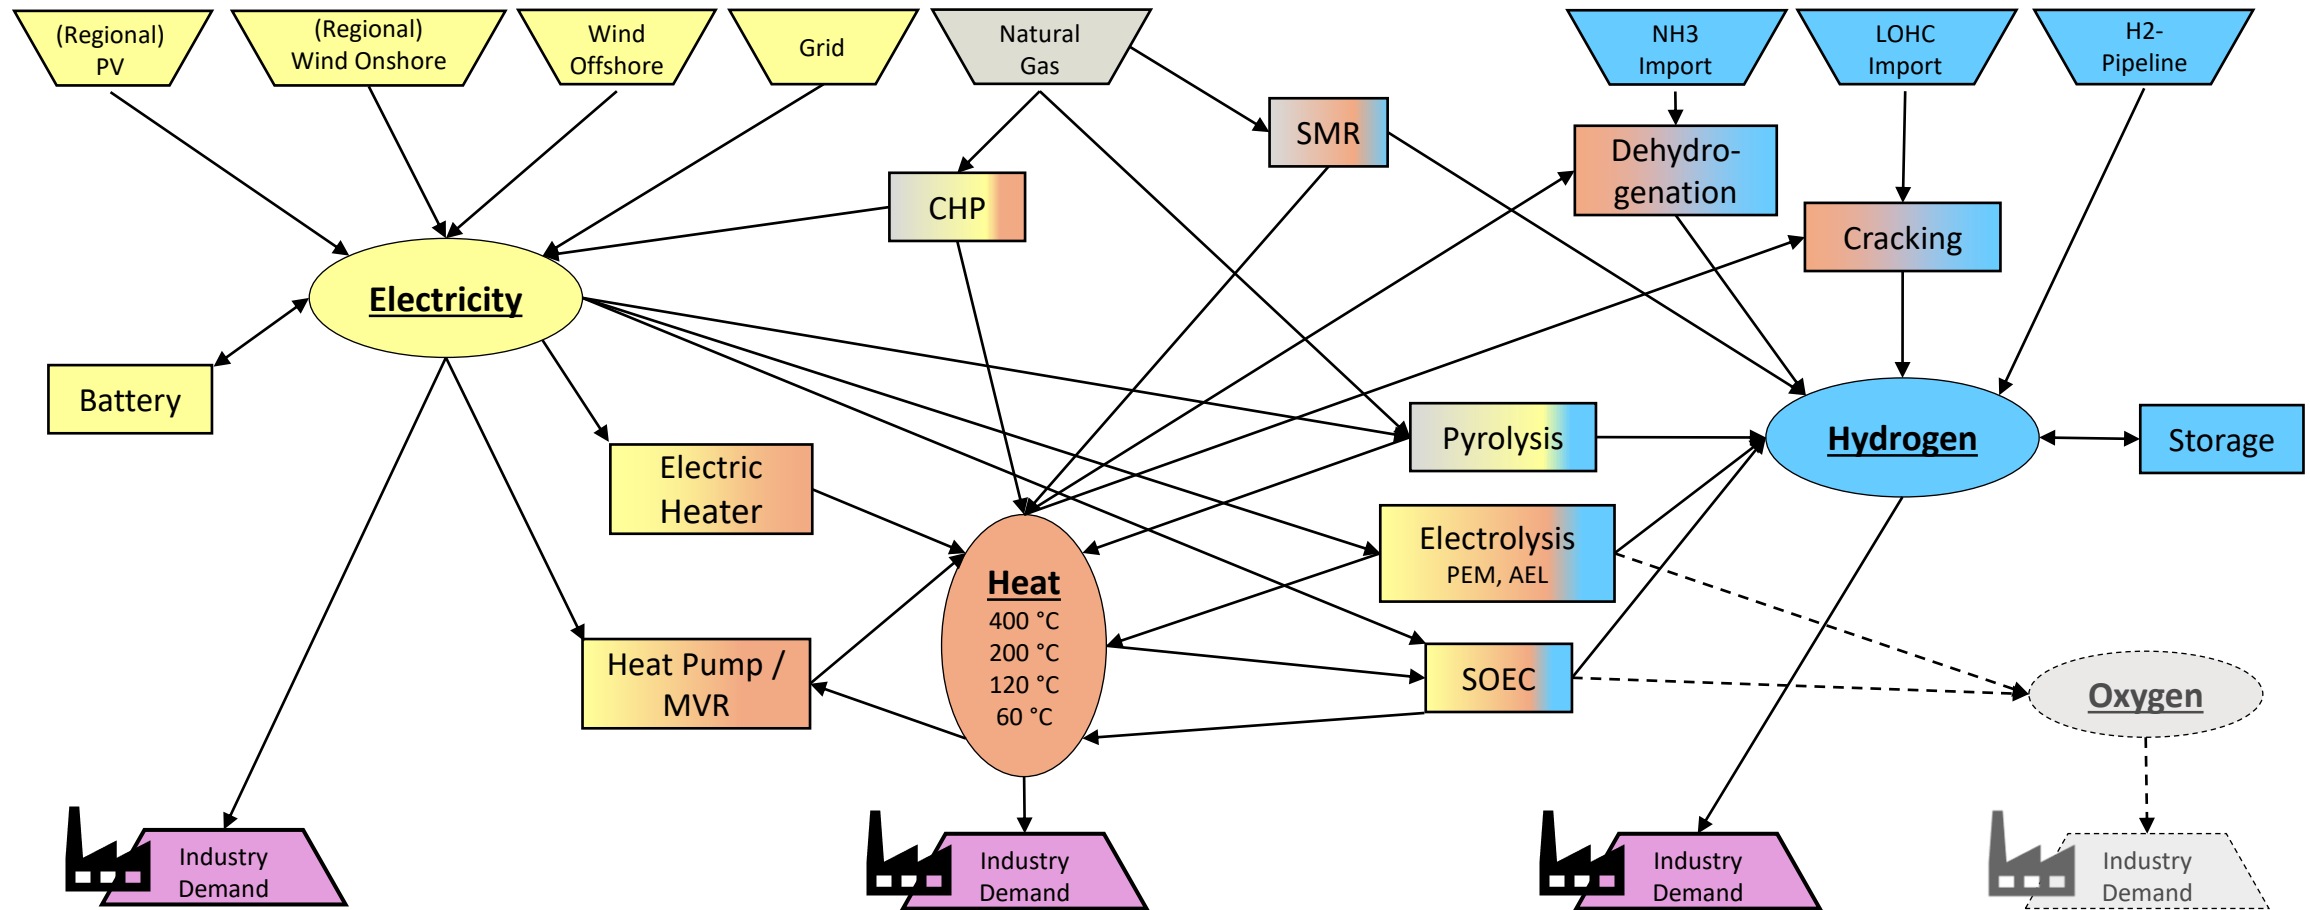 (Regional)
PV
(Regional)
Wind Onshore
Wind
Offshore
Grid
Natural
Gas
NH3
Import
LOHC
Import
H2-
Pipeline
SMR
Dehydro-
genation
CHP
Cracking
Electricity
Battery
Electric
Heater
Pyrolysis
Hydrogen
Storage
Electrolysis
PEM, AEL
Heat
400 °C
200 °C
120 °C
60 °C
Heat Pump /
MVR
SOEC
Oxygen
Industry
Demand
Industry
Demand
Industry
Demand
Industry
Demand